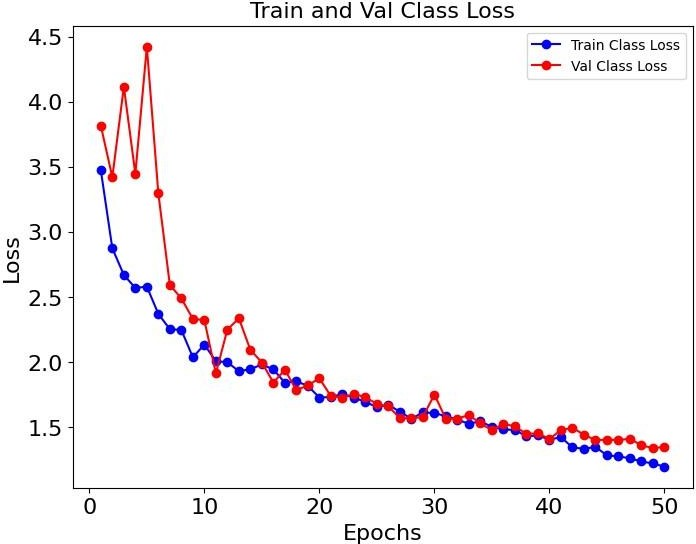 Train and Val Class Loss
Train Class Loss
Val Class Loss
4.5
4.0
3.5
3.0
2.5
2.0
1.5
Loss
0 10 20 30 40 50
Epochs